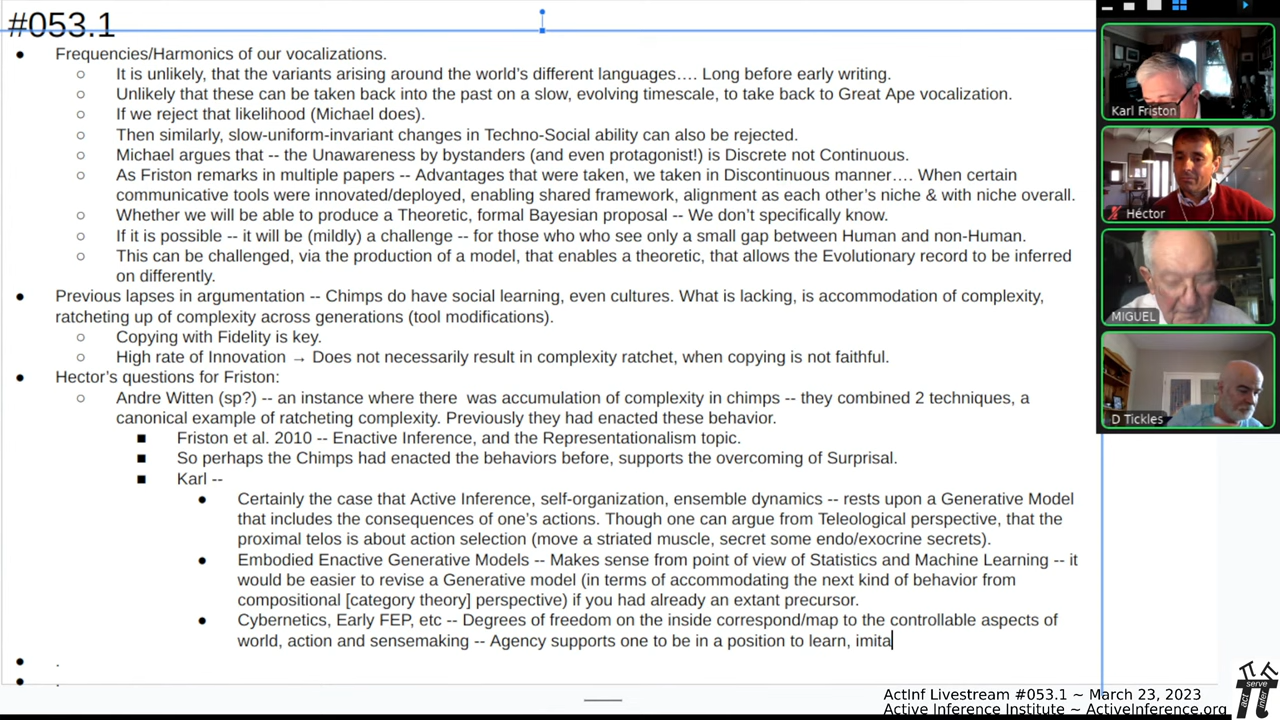 #053.1
● Frequencies/Harmonics of our vocalizations.
○ It is unlikely, that the variants arising around the world's different languages…. Long before early writing.
○ Unlikely that these can be taken back into the past on a slow, evolving timescale, to take back to Great Ape vocalization.
○ If we reject that likelihood (Michael does).
○ Then similarly, slow-uniform-invariant changes in Techno-Social ability can also be rejected.
○ Michael argues that -- the Unawareness by bystanders (and even protagonist!) is Discrete not Continuous.
○ As Friston remarks in multiple papers -- Advantages that were taken, we taken in Discontinuous manner…. When certain
communicative tools were innovated/deployed, enabling shared framework, alignment as each other's niche & with niche overall.
○ Whether we will be able to produce a Theoretic, formal Bayesian proposal -- We don't specifically know.
○ If it is possible -- it will be (mildly) a challenge -- for those who who see only a small gap between Human and non-Human.
○ This can be challenged, via the production of a model, that enables a theoretic, that allows the Evolutionary record to be inferred
on differently.
● Previous lapses in argumentation -- Chimps do have social learning, even cultures. What is lacking, is accommodation of complexity,
ratcheting up of complexity across generations (tool modifications).
○ Copying with Fidelity is key.
○ High rate of Innovation → Does not necessarily result in complexity ratchet, when copying is not faithful.
● Hector's questions for Friston:
○ Andre Witten (sp?) -- an instance where there was accumulation of complexity in chimps -- they combined 2 techniques, a
canonical example of ratcheting complexity. Previously they had enacted these behavior.
■ Friston et al. 2010 -- Enactive Inference, and the Representationalism topic.
■ So perhaps the Chimps had enacted the behaviors before, supports the overcoming of Surprisal.
■ Karl --
● Certainly the case that Active Inference, self-organization, ensemble dynamics -- rests upon a Generative Model
that includes the consequences of one's actions. Though one can argue from Teleological perspective, that the
proximal telos is about action selection (move a striated muscle, secret some endo/exocrine secrets).
● Embodied Enactive Generative Models -- Makes sense from point of view of Statistics and Machine Learning -- it
would be easier to revise a Generative model (in terms of accommodating the next kind of behavior from
compositional [category theory] perspective) if you had already an extant precursor.
● Cybernetics, Early FEP, etc -- Degrees of freedom on the inside correspond/map to the controllable aspects of
world, action and sensemaking -- Agency supports one to be in a position to learn, imita
● .
● .
Karl Friston
Héctor
MIGUEL
D Tickles
ActInf Livestream #053.1 ~ March 23, 2023
Active Inference Institute ~ ActiveInference.org
act
serve
infer